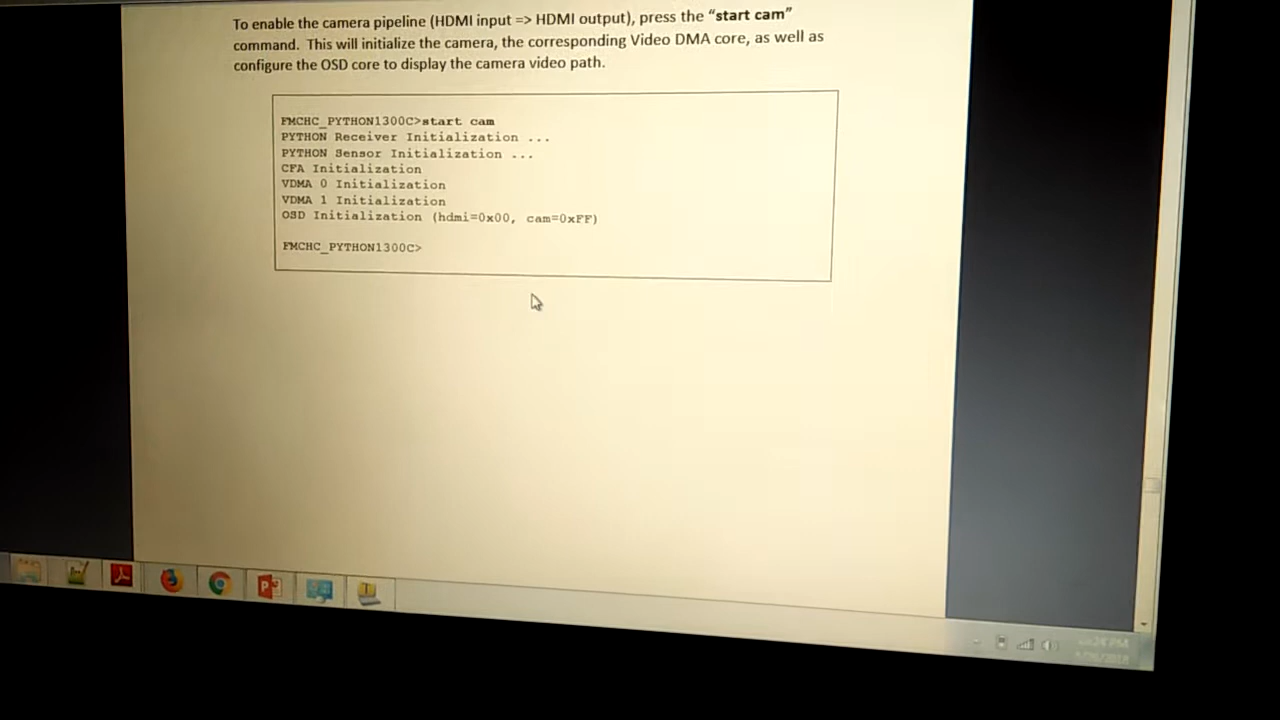 To enable the camera pipeline (HDMI input => HDMI output), press the “start cam”
command. This will initialize the camera, the corresponding Video DMA core, as well as
configure the OSD core to display the camera video path.
FMCHC_PYTHON1300C>start cam
PYTHON Receiver Initialization ...
PYTHON Sensor Initialization ...
CFA Initialization
VDMA 0 Initialization
VDMA 1 Initialization
OSD Initialization (hdmi=0x00, cam=0xFF)
FMCHC_PYTHON1300C>